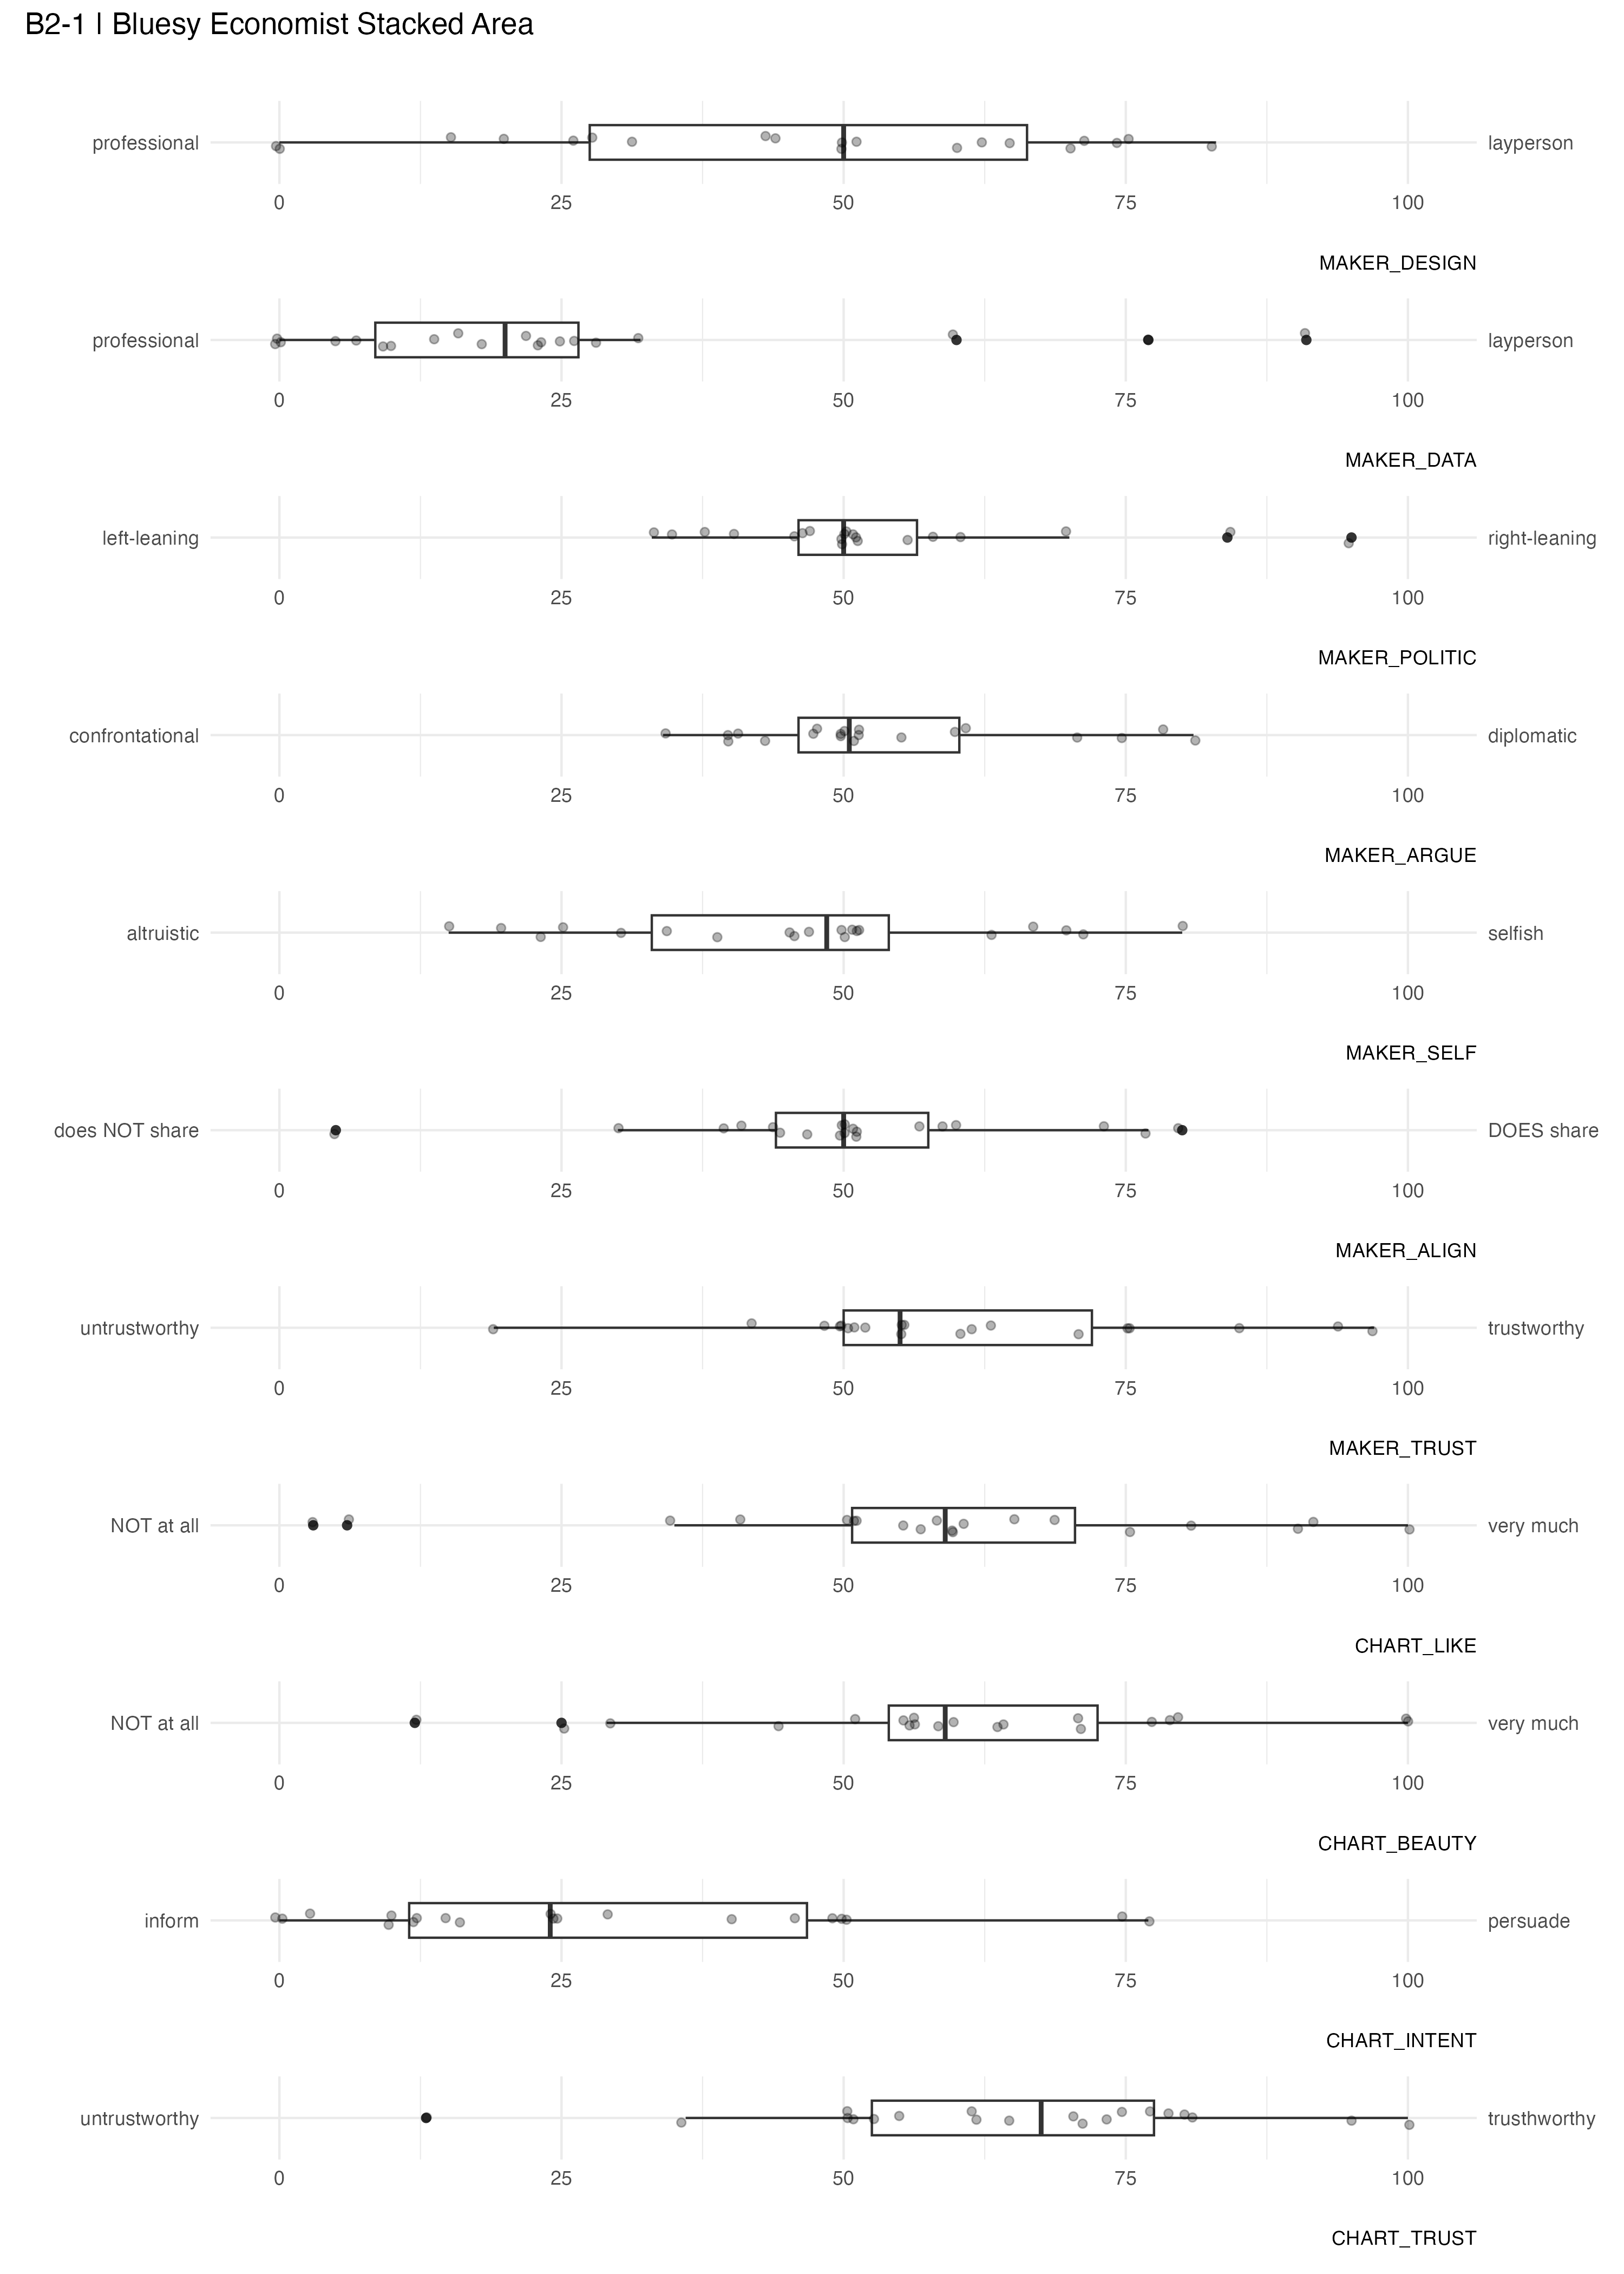 B2-1 | Bluesy Economist Stacked Area
professional layperson
0 25 50 75 100
MAKER_DESIGN
professional layperson
0 25 50 75 100
MAKER_DATA
left-leaning right-leaning
0 25 50 75 100
MAKER_POLITIC
confrontational diplomatic
0 25 50 75 100
MAKER_ARGUE
altruistic selfish
0 25 50 75 100
MAKER_SELF
does NOT share DOES share
0 25 50 75 100
MAKER_ALIGN
untrustworthy trustworthy
0 25 50 75 100
MAKER_TRUST
NOT at all very much
0 25 50 75 100
CHART_LIKE
NOT at all very much
0 25 50 75 100
CHART_BEAUTY
inform persuade
0 25 50 75 100
CHART_INTENT
untrustworthy trusthworthy
0 25 50 75 100
CHART_TRUST